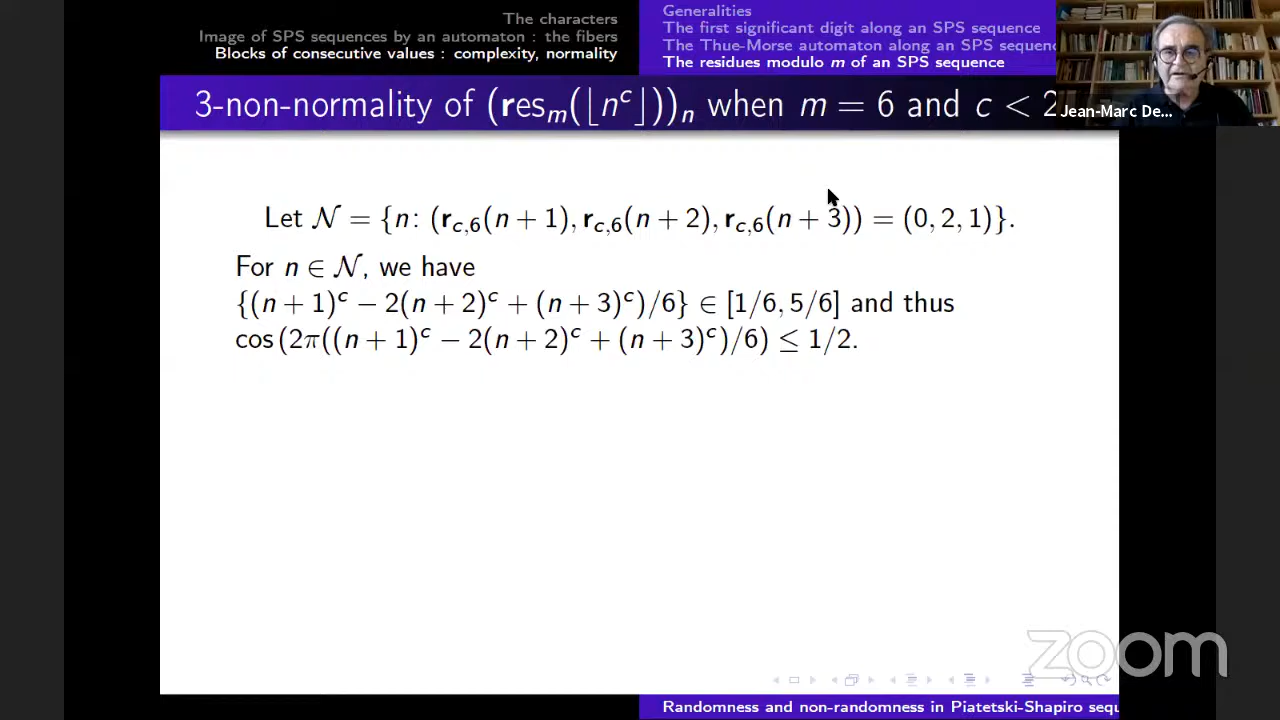 The characters
Image of SPS sequences by an automaton : the fibers
Blocks of consecutive values : complexity, normality
Generalities
The first significant digit along an SPS sequence
The Thue-Morse automaton along an SPS sequenc
The residues modulo m of an SPS sequence
3-non-normality of (res_m(⌊n^c⌋))_n when m = 6 and c < 2
Jean-Marc De...
Let 𝒩 = {n: (r_{c,6}(n + 1), r_{c,6}(n + 2), r_{c,6}(n + 3)) = (0, 2, 1)}.
For n ∈ 𝒩, we have
{(n + 1)^c − 2(n + 2)^c + (n + 3)^c)/6} ∈ [1/6, 5/6] and thus
cos (2π((n + 1)^c − 2(n + 2)^c + (n + 3)^c)/6) ≤ 1/2.
zoom
Randomness and non-randomness in Piatetski-Shapiro sequ